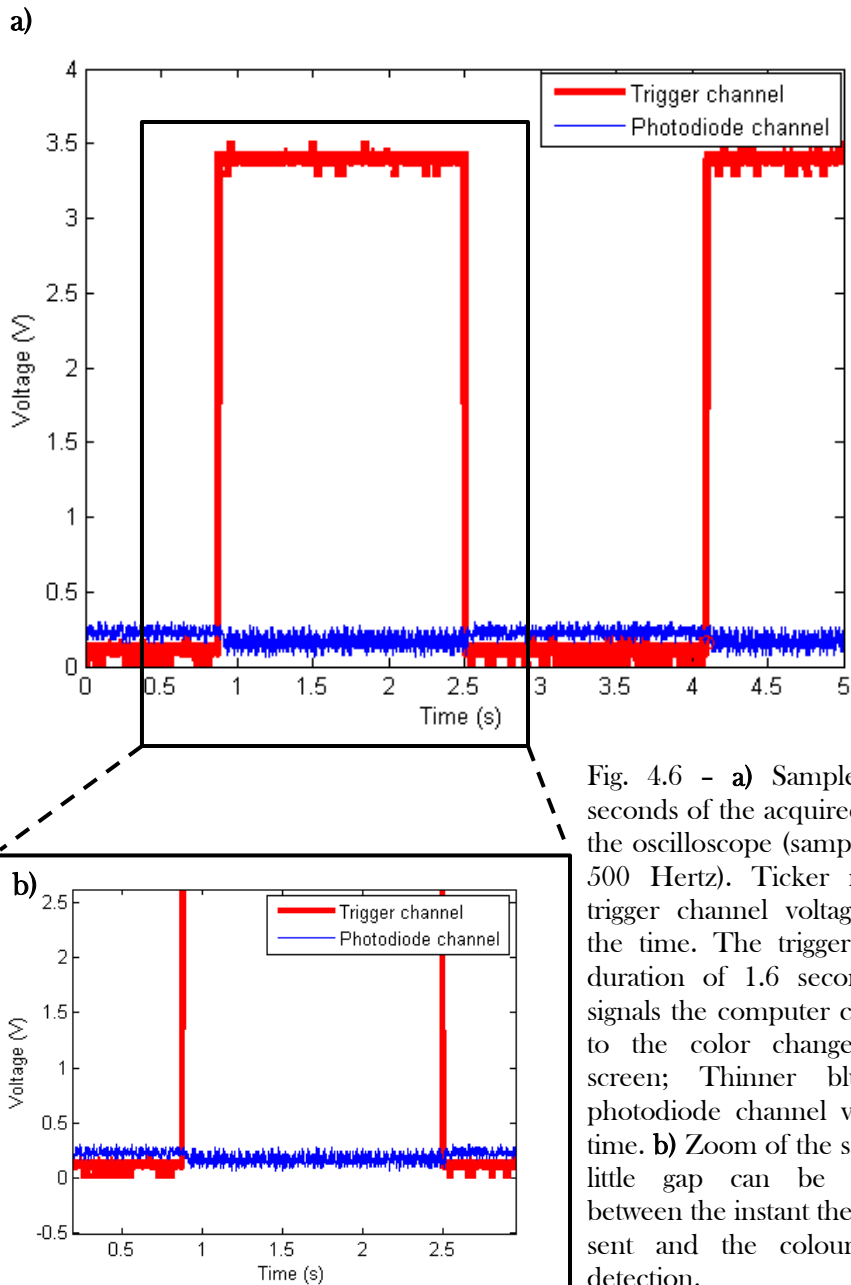 a)
4
3.5
3
2.5
2
1.5
1
0.5
0
Voltage (V)
Trigger channel
Photodiode channel
0 0.5 1 1.5 2 2.5 3 3.5 4 4.5 5
Time (s)
b)
2.5
2
1.5
1
0.5
0
-0.5
Voltage (V)
Trigger channel
Photodiode channel
0.5 1 1.5 2 2.5
Time (s)
Fig. 4.6 – a) Sample
seconds of the acquired
the oscilloscope (samp
500 Hertz). Ticker
trigger channel voltag
the time. The trigger
duration of 1.6 secon
signals the computer
to the color change
screen; Thinner
photodiode channel
time. b) Zoom of the
little gap can be
between the instant the
sent and the colour
detection.